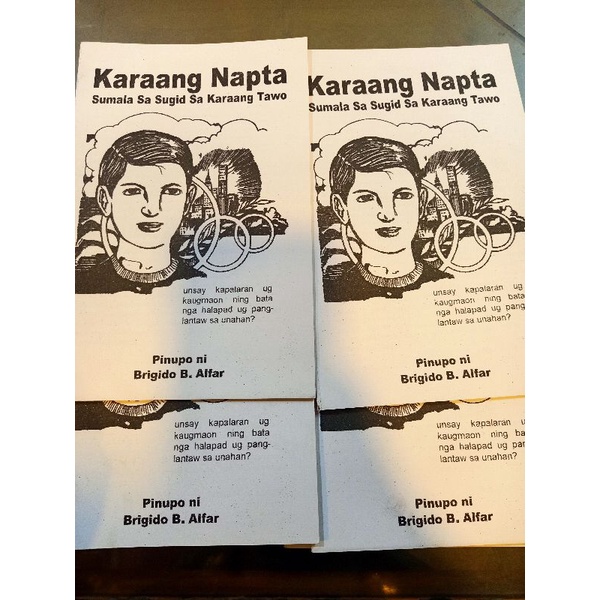 Karaang Napta
Sumala Sa Sugid Sa Karaang Tawo
unsay kapalaran ug
kaugmaon ning bata
nga halapad ug pang-
lantaw sa unahan?
Pinupo ni
Brigido B. Alfar
Karaang Napta
Sumala Sa Sugid Sa Karaang Tawo
unsay kapalaran ug
kaugmaon ning bata
nga halapad ug pang-
lantaw sa unahan?
Pinupo ni
Brigido B. Alfar
unsay kapalaran ug
kaugmaon ning bata
nga halapad ug pang-
lantaw sa unahan?
Pinupo ni
Brigido B. Alfar
unsay kapalaran ug
kaugmaon ning bata
nga halapad ug pang-
lantaw sa unahan?
Pinupo ni
Brigido B. Alfar